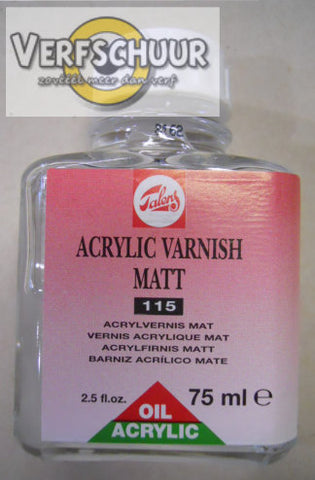 VERFSCHUUR
zoveel meer dan verf
Talens
ACRYLIC VARNISH
MATT
115
ACRYLVERNIS MAT
VERNIS ACRYLIQUE MAT
ACRYLFIRNIS MATT
BARNIZ ACRÍLICO MATE
2.5 fl.oz. 75 ml e
OIL
ACRYLIC